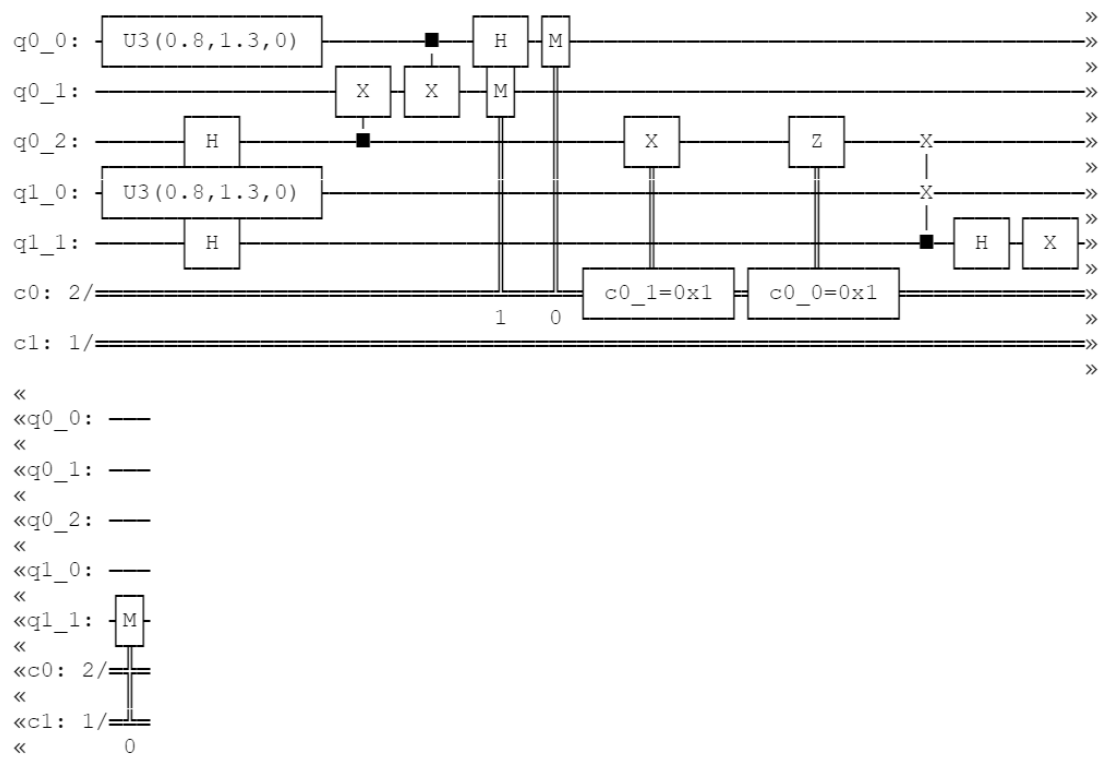 »
q0_0: U3(0.8,1.3,0) ■ H M »
»
q0_1: X X M »
»
q0_2: H ■ X Z X »
»
q1_0: U3(0.8,1.3,0) X »
»
q1_1: H ■ H X »
»
c0: 2/ c0_1=0x1 c0_0=0x1 »
1 0 »
c1: 1/ »
»
«
«q0_0:
«
«q0_1:
«
«q0_2:
«
«q1_0:
«
«q1_1: M
«
«c0: 2/
«
«c1: 1/
« 0